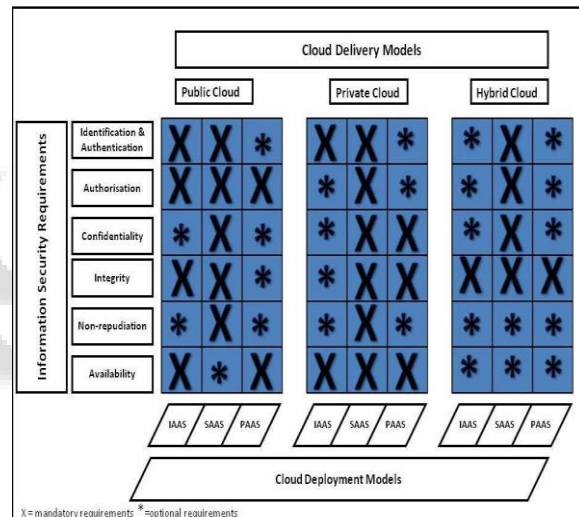 Cloud Delivery Models
Public Cloud Private Cloud Hybrid Cloud
Information Security Requirements
Identification &
Authentication
X X * X X * * X *
Authorisation
X X X * X * * X *
Confidentiality
* X * * X X * X *
Integrity
X X * * X X X X X
Non-repudiation
* X * * X * * * *
Availability
X * X X X X * * *
IAAS SAAS PAAS IAAS SAAS PAAS IAAS SAAS PAAS
Cloud Deployment Models
X = mandatory requirements *=optional requirements